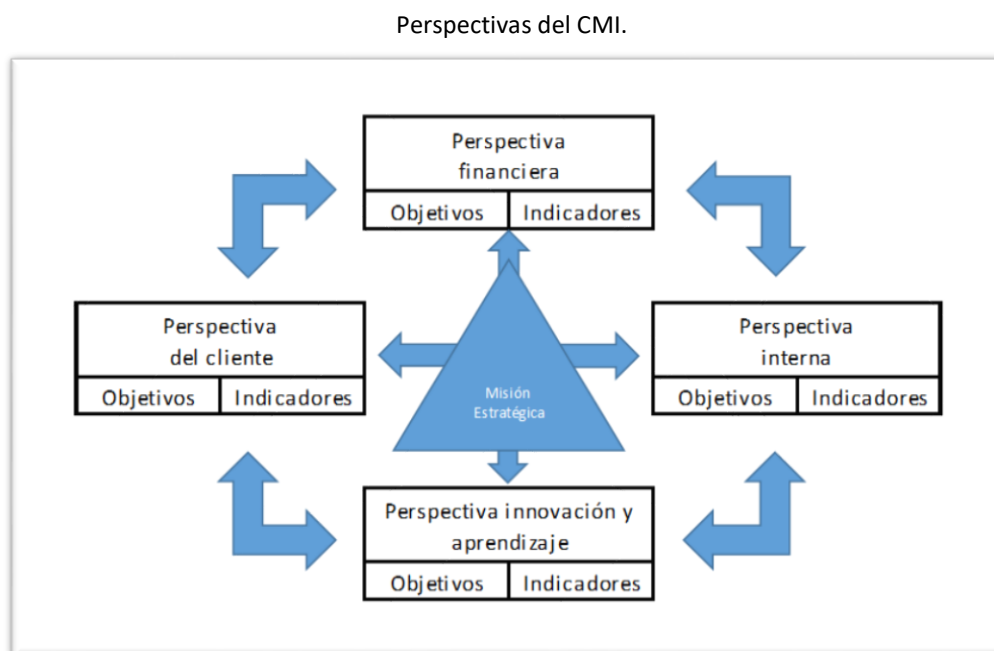 Perspectivas del CMI.
Perspectiva
financiera
Objetivos Indicadores
Perspectiva
del cliente
Objetivos Indicadores
Misión
Estratégica
Perspectiva
interna
Objetivos Indicadores
Perspectiva innovación y
aprendizaje
Objetivos Indicadores